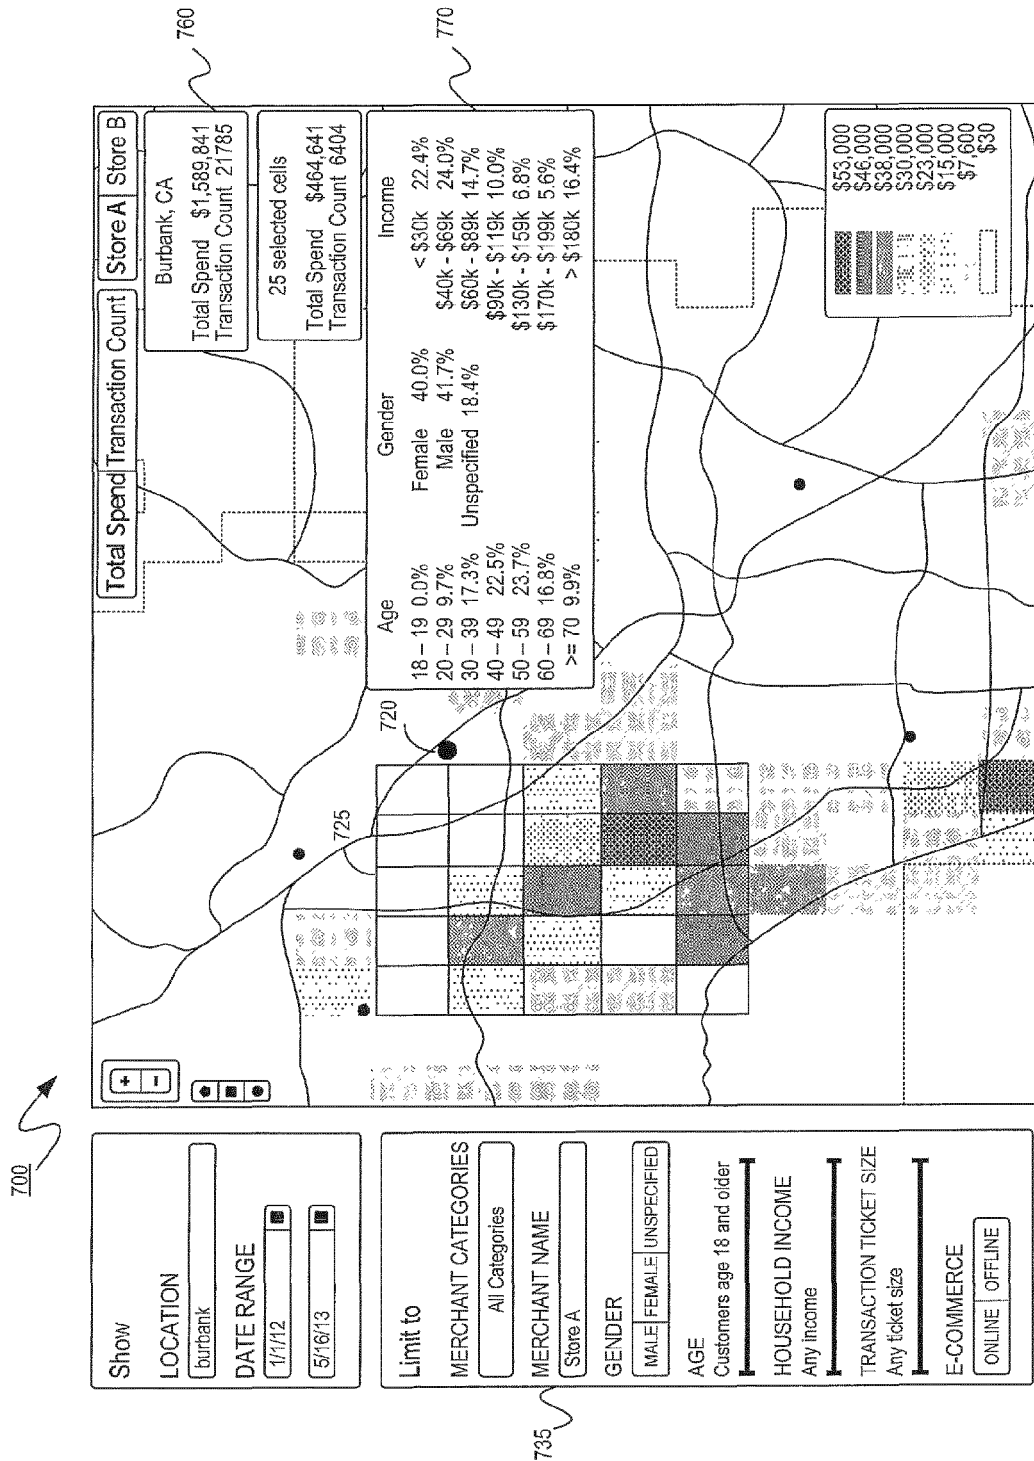 700
Show
LOCATION
burbank
DATE RANGE
1/1/12
5/16/13
Limit to
MERCHANT CATEGORIES
All Categories
MERCHANT NAME
Store A
GENDER
MALE FEMALE UNSPECIFIED
AGE
Customers age 18 and older
HOUSEHOLD INCOME
Any income
TRANSACTION TICKET SIZE
Any ticket size
E-COMMERCE
ONLINE OFFLINE
735
+
−
Total Spend Transaction Count Store A Store B
Burbank, CA
Total Spend $1,589,841
Transaction Count 21785
760
25 selected cells
Total Spend $464,641
Transaction Count 6404
Age Gender Income
18 – 19 0.0% Female 40.0% < $30k 22.4%
20 – 29 9.7% Male 41.7% $40k - $69k 24.0%
30 – 39 17.3% Unspecified 18.4% $60k - $89k 14.7%
40 – 49 22.5% $90k - $119k 10.0%
50 – 59 23.7% $130k - $159k 6.8%
60 – 69 16.8% $170k - $199k 5.6%
>= 70 9.9% > $180k 16.4%
770
720
725
$53,000
$46,000
$38,000
$30,000
$23,000
$15,000
$7,600
$30